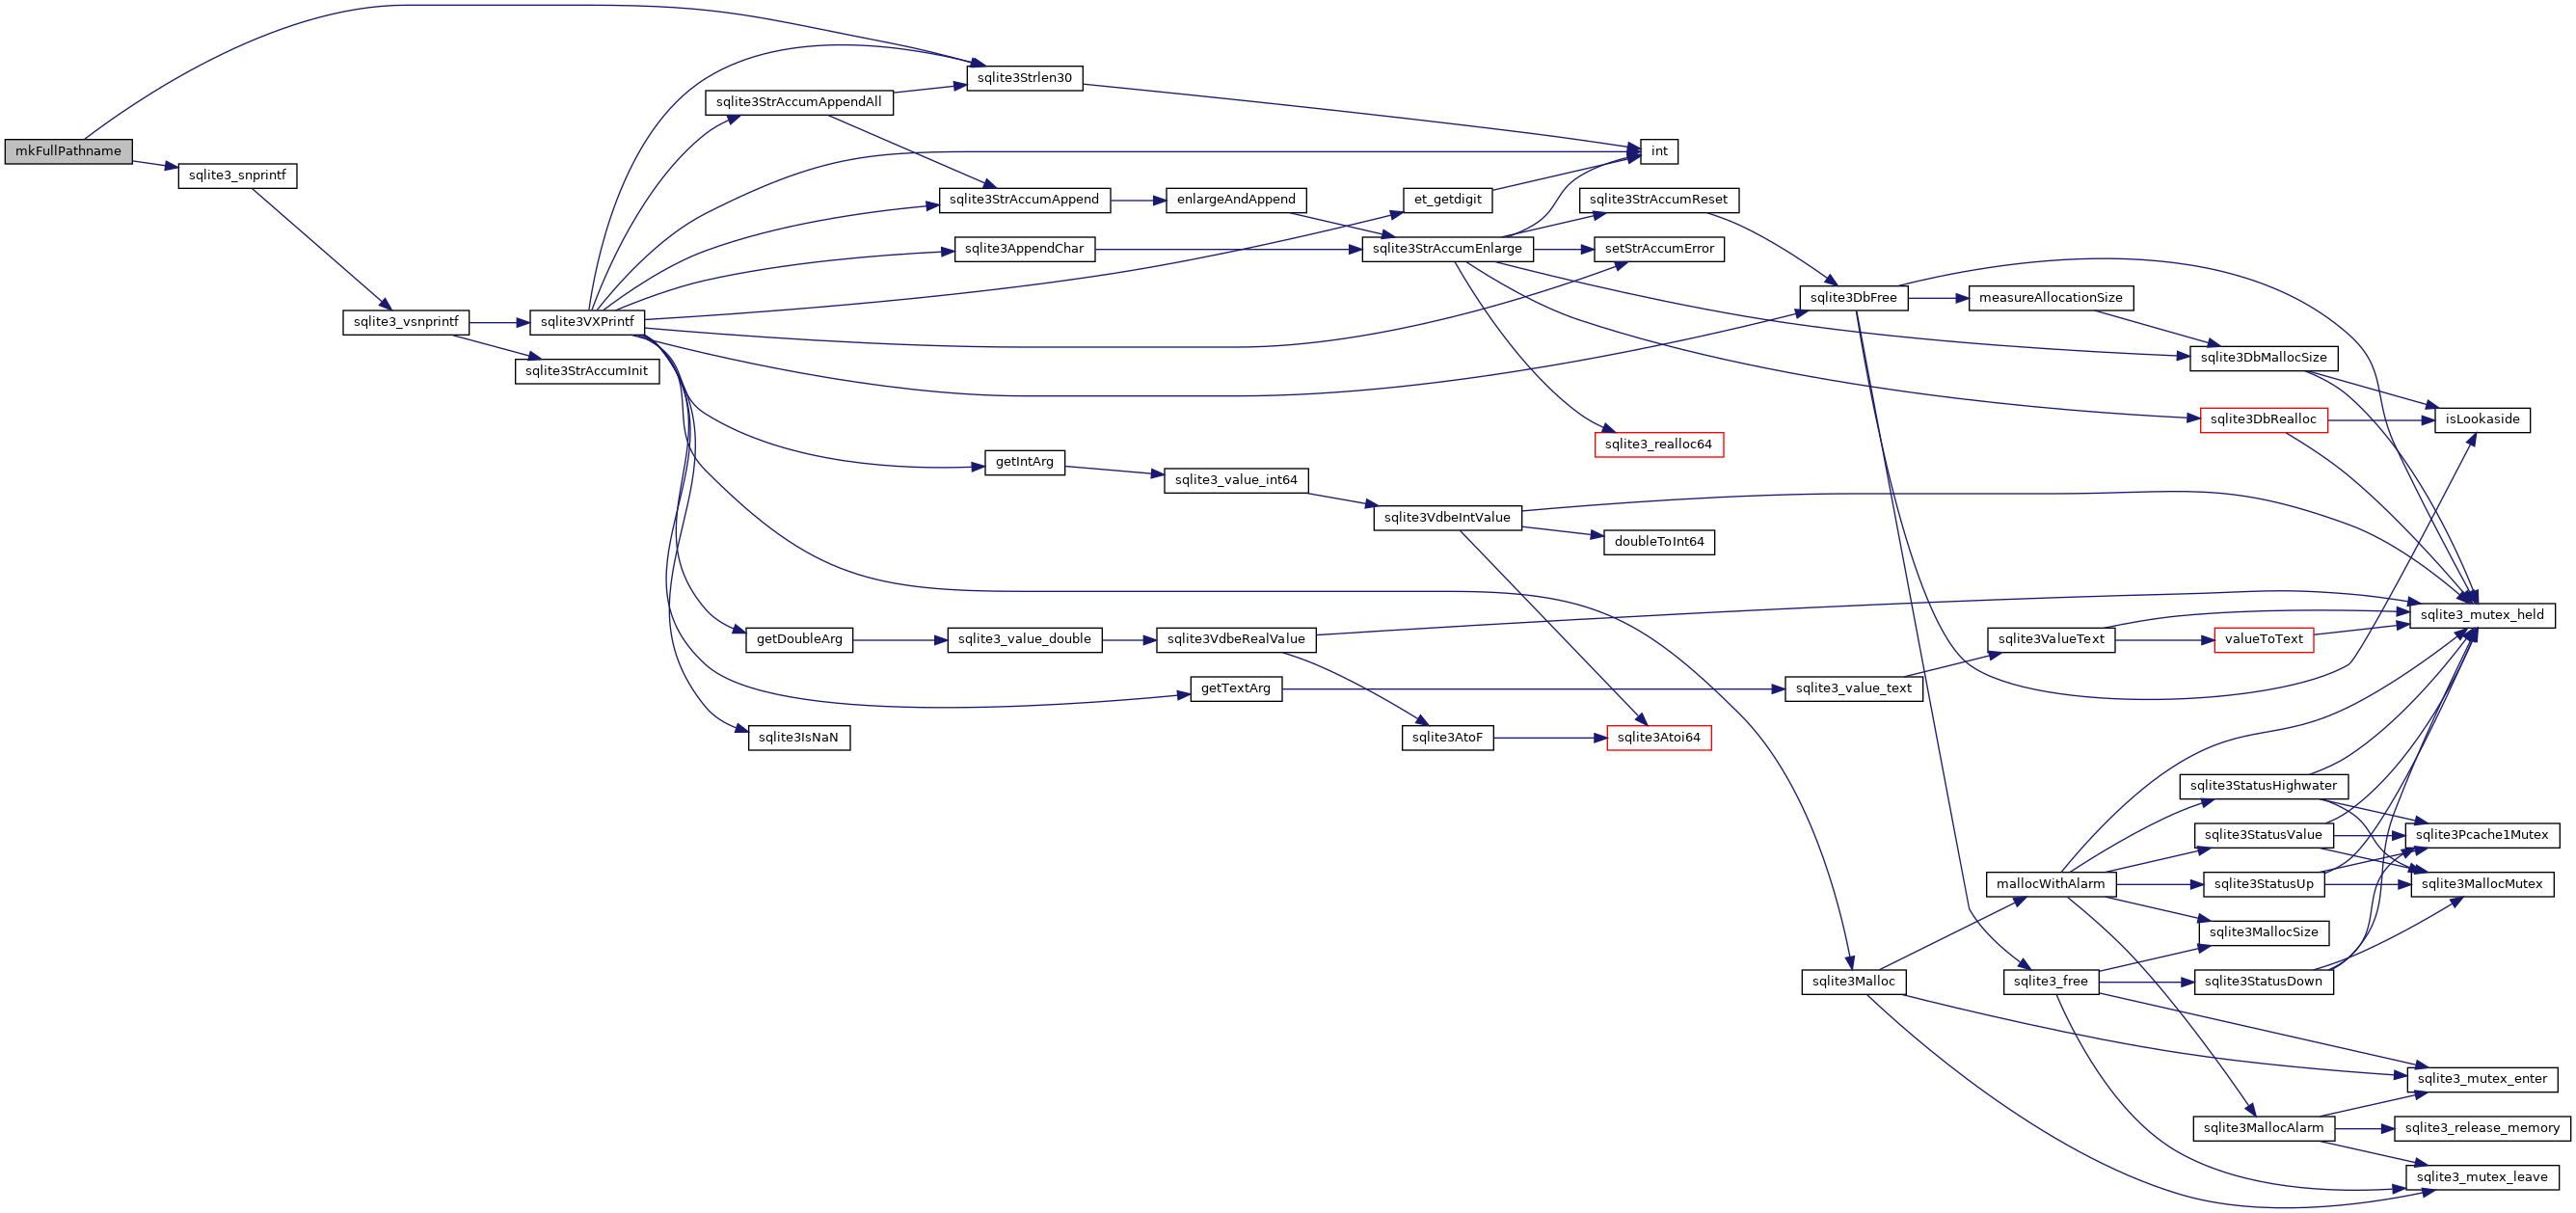 mkFullPathname
sqlite3_snprintf
sqlite3_vsnprintf
sqlite3VXPrintf
sqlite3StrAccumInit
sqlite3StrAccumAppendAll
sqlite3Strlen30
sqlite3StrAccumAppend
sqlite3AppendChar
enlargeAndAppend
et_getdigit
sqlite3StrAccumEnlarge
int
sqlite3StrAccumReset
setStrAccumError
sqlite3DbFree
measureAllocationSize
sqlite3DbMallocSize
sqlite3DbRealloc
isLookaside
sqlite3_realloc64
getIntArg
sqlite3_value_int64
sqlite3VdbeIntValue
doubleToInt64
getDoubleArg
sqlite3_value_double
sqlite3VdbeRealValue
getTextArg
sqlite3_value_text
sqlite3ValueText
valueToText
sqlite3_mutex_held
sqlite3IsNaN
sqlite3AtoF
sqlite3Atoi64
sqlite3StatusHighwater
sqlite3StatusValue
sqlite3Pcache1Mutex
mallocWithAlarm
sqlite3StatusUp
sqlite3MallocMutex
sqlite3MallocSize
sqlite3Malloc
sqlite3_free
sqlite3StatusDown
sqlite3_mutex_enter
sqlite3MallocAlarm
sqlite3_release_memory
sqlite3_mutex_leave